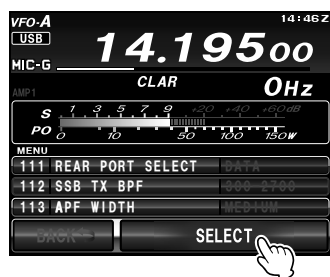 VFO-A 14:46Z
USB 14.19500
MIC-G
CLAR 0Hz
AMP1
S 1 3 5 7 9 +20 +40 +60dB
PO 0 10 50 100 150W
MENU
111 REAR PORT SELECT DATA
112 SSB TX BPF 300-2700
113 APF WIDTH MEDIUM
BACK SELECT